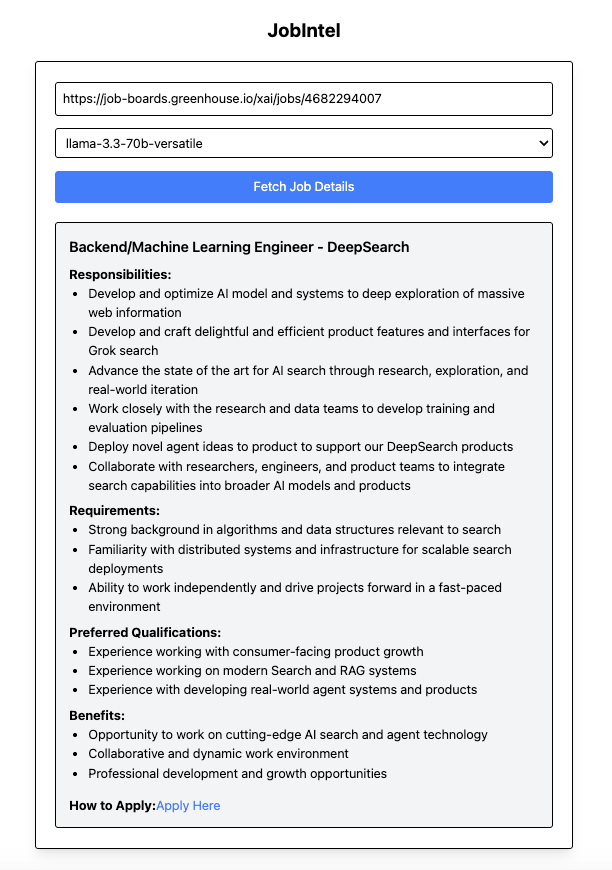 JobIntel
https://job-boards.greenhouse.io/xai/jobs/4682294007
llama-3.3-70b-versatile
Fetch Job Details
Backend/Machine Learning Engineer - DeepSearch
Responsibilities:
• Develop and optimize AI model and systems to deep exploration of massive
web information
• Develop and craft delightful and efficient product features and interfaces for
Grok search
• Advance the state of the art for AI search through research, exploration, and
real-world iteration
• Work closely with the research and data teams to develop training and
evaluation pipelines
• Deploy novel agent ideas to product to support our DeepSearch products
• Collaborate with researchers, engineers, and product teams to integrate
search capabilities into broader AI models and products
Requirements:
• Strong background in algorithms and data structures relevant to search
• Familiarity with distributed systems and infrastructure for scalable search
deployments
• Ability to work independently and drive projects forward in a fast-paced
environment
Preferred Qualifications:
• Experience working with consumer-facing product growth
• Experience working on modern Search and RAG systems
• Experience with developing real-world agent systems and products
Benefits:
• Opportunity to work on cutting-edge AI search and agent technology
• Collaborative and dynamic work environment
• Professional development and growth opportunities
How to Apply:Apply Here